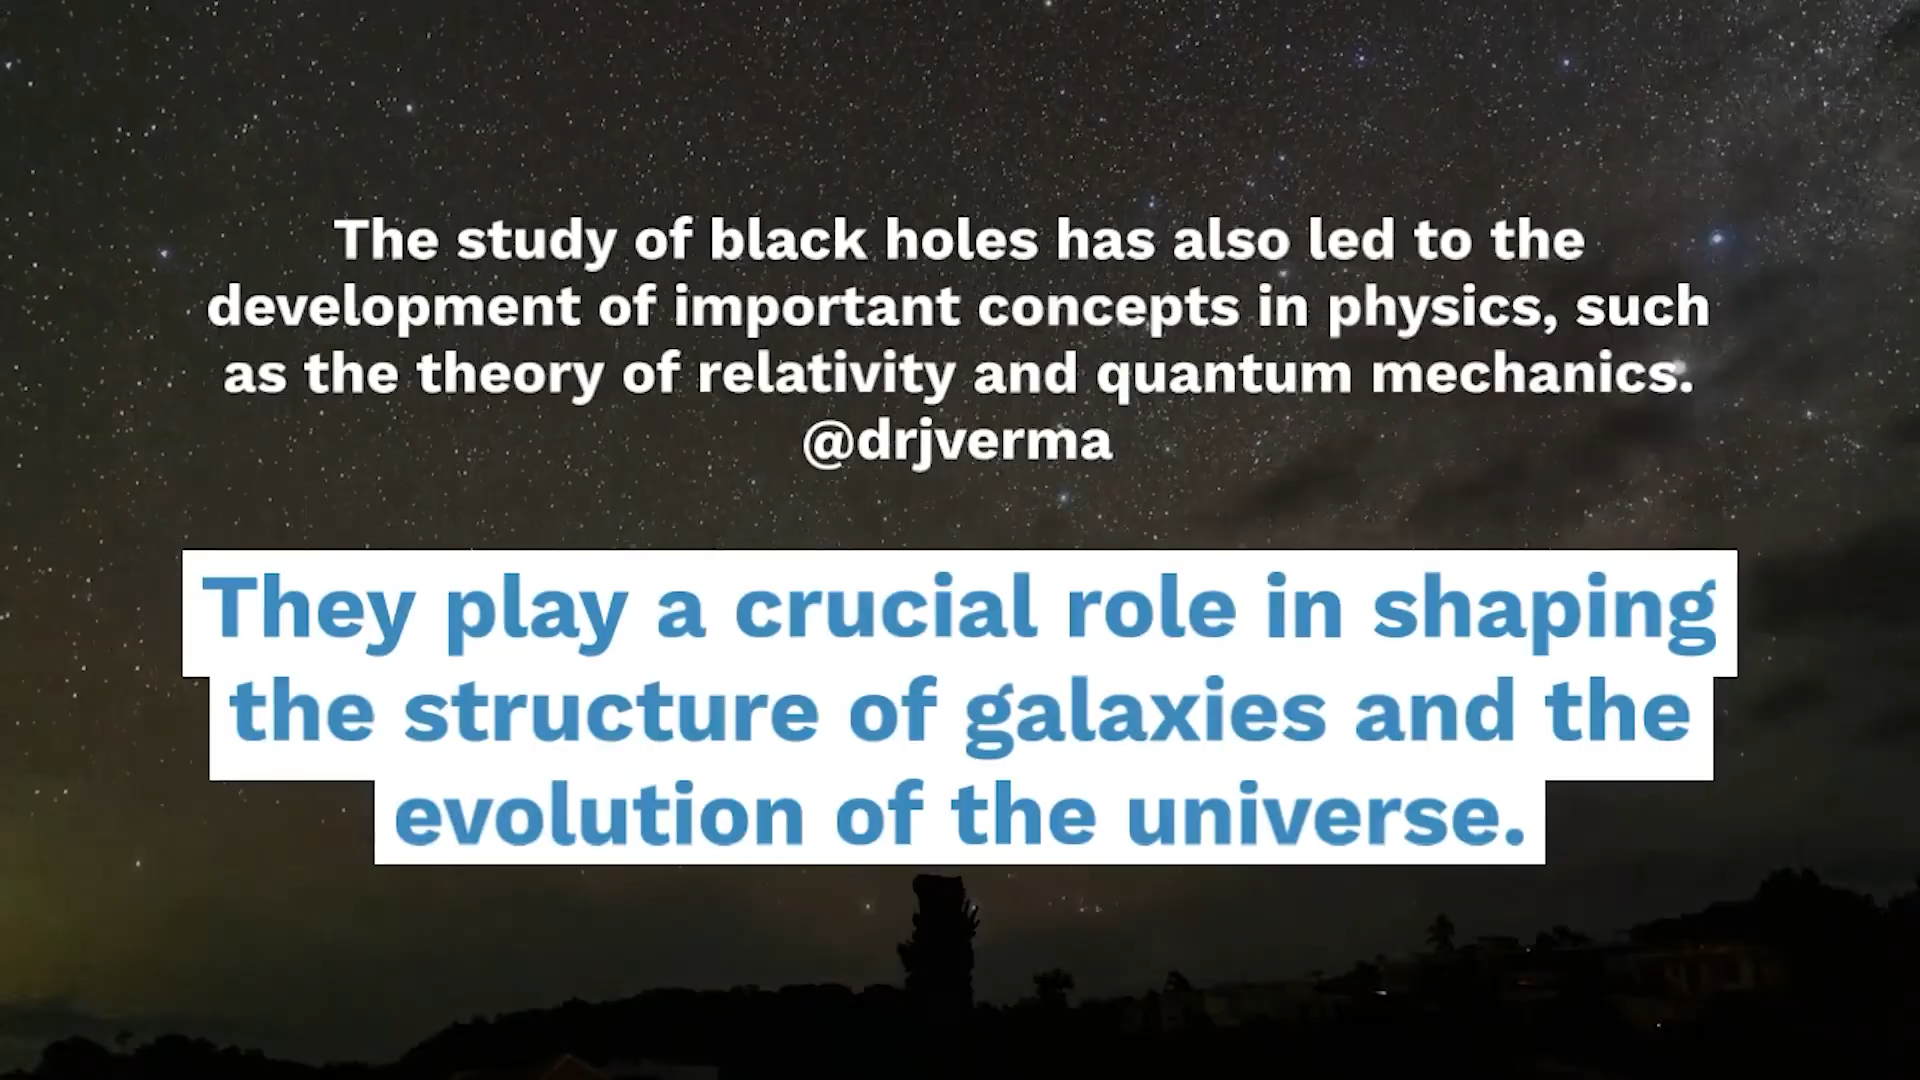 The study of black holes has also led to the
development of important concepts in physics, such
as the theory of relativity and quantum mechanics.
@drjverma
They play a crucial role in shaping
the structure of galaxies and the
evolution of the universe.